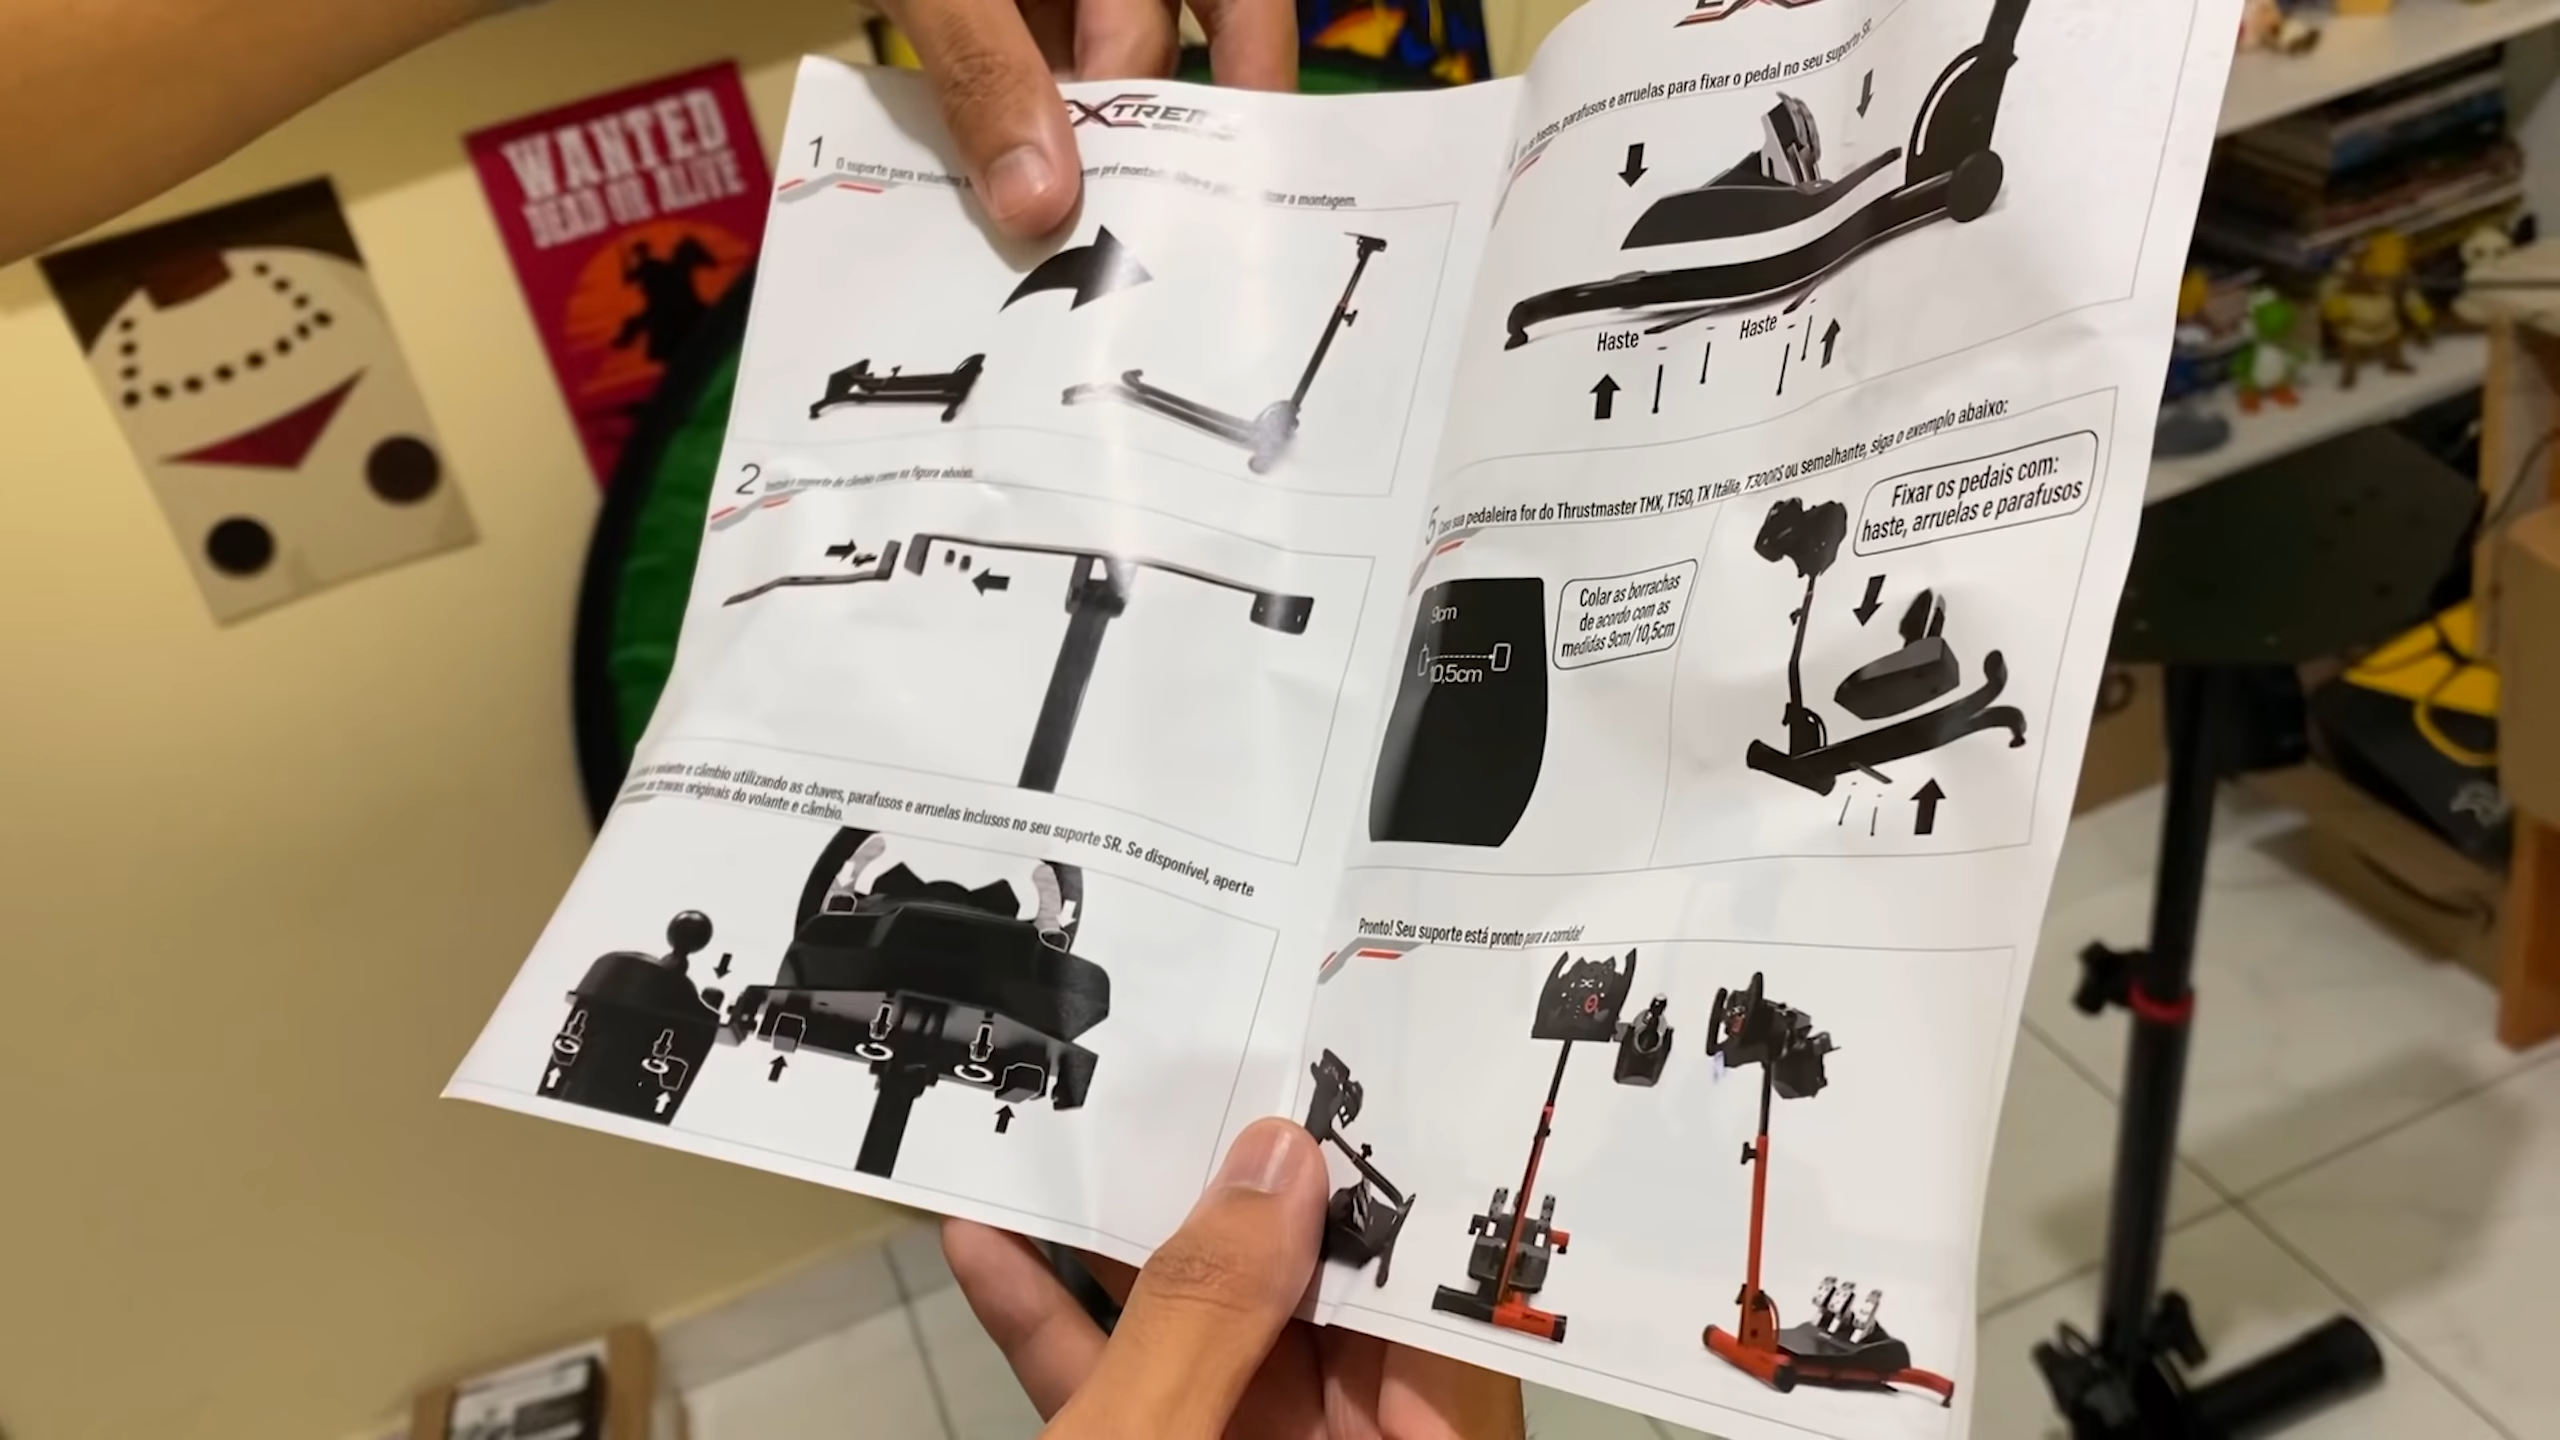 WANTED
DEAD OR ALIVE
EXTREME
1
O suporte para volantes
em pré montado
a montagem.
2
suporte de câmbio como na figura abaixo.
volante e câmbio utilizando as chaves, parafusos e arruelas inclusos no seu suporte SR. Se disponível, aperte
as travas originais do volante e câmbio.
hastes, parafusos e arruelas para fixar o pedal no seu suporte SR.
Haste
Haste
5
Caso sua pedaleira for do Thrustmaster TMX, T150, TX Itália, T300RS ou semelhante, siga o exemplo abaixo:
9cm
10,5cm
Colar as borrachas
de acordo com as
medidas 9cm/10,5cm
Fixar os pedais com:
haste, arruelas e parafusos
Pronto! Seu suporte está pronto para a corrida!